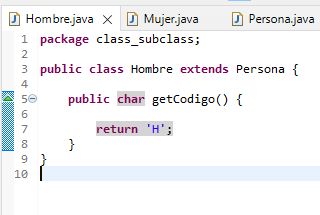 Hombre.java Mujer.java Persona.java
1 package class_subclass;
2
3 public class Hombre extends Persona {
4
5 public char getCodigo() {
6
7 return 'H';
8 }
9 }
10